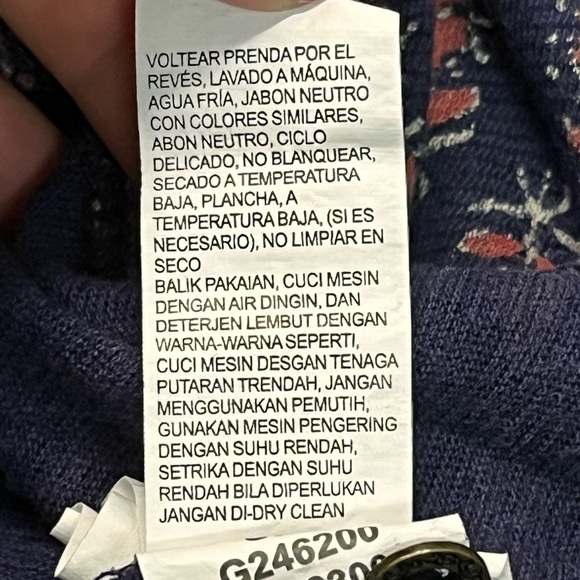 VOLTEAR PRENDA POR EL
REVÉS, LAVADO A MÁQUINA,
AGUA FRÍA, JABON NEUTRO
CON COLORES SIMILARES,
ABON NEUTRO, CICLO
DELICADO, NO BLANQUEAR,
SECADO A TEMPERATURA
BAJA, PLANCHA, A
TEMPERATURA BAJA, (SI ES
NECESARIO), NO LIMPIAR EN
SECO
BALIK PAKAIAN, CUCI MESIN
DENGAN AIR DINGIN, DAN
DETERJEN LEMBUT DENGAN
WARNA-WARNA SEPERTI,
CUCI MESIN DESGAN TENAGA
PUTARAN TRENDAH, JANGAN
MENGGUNAKAN PEMUTIH,
GUNAKAN MESIN PENGERING
DENGAN SUHU RENDAH,
SETRIKA DENGAN SUHU
RENDAH BILA DIPERLUKAN
JANGAN DI-DRY CLEAN
G246200